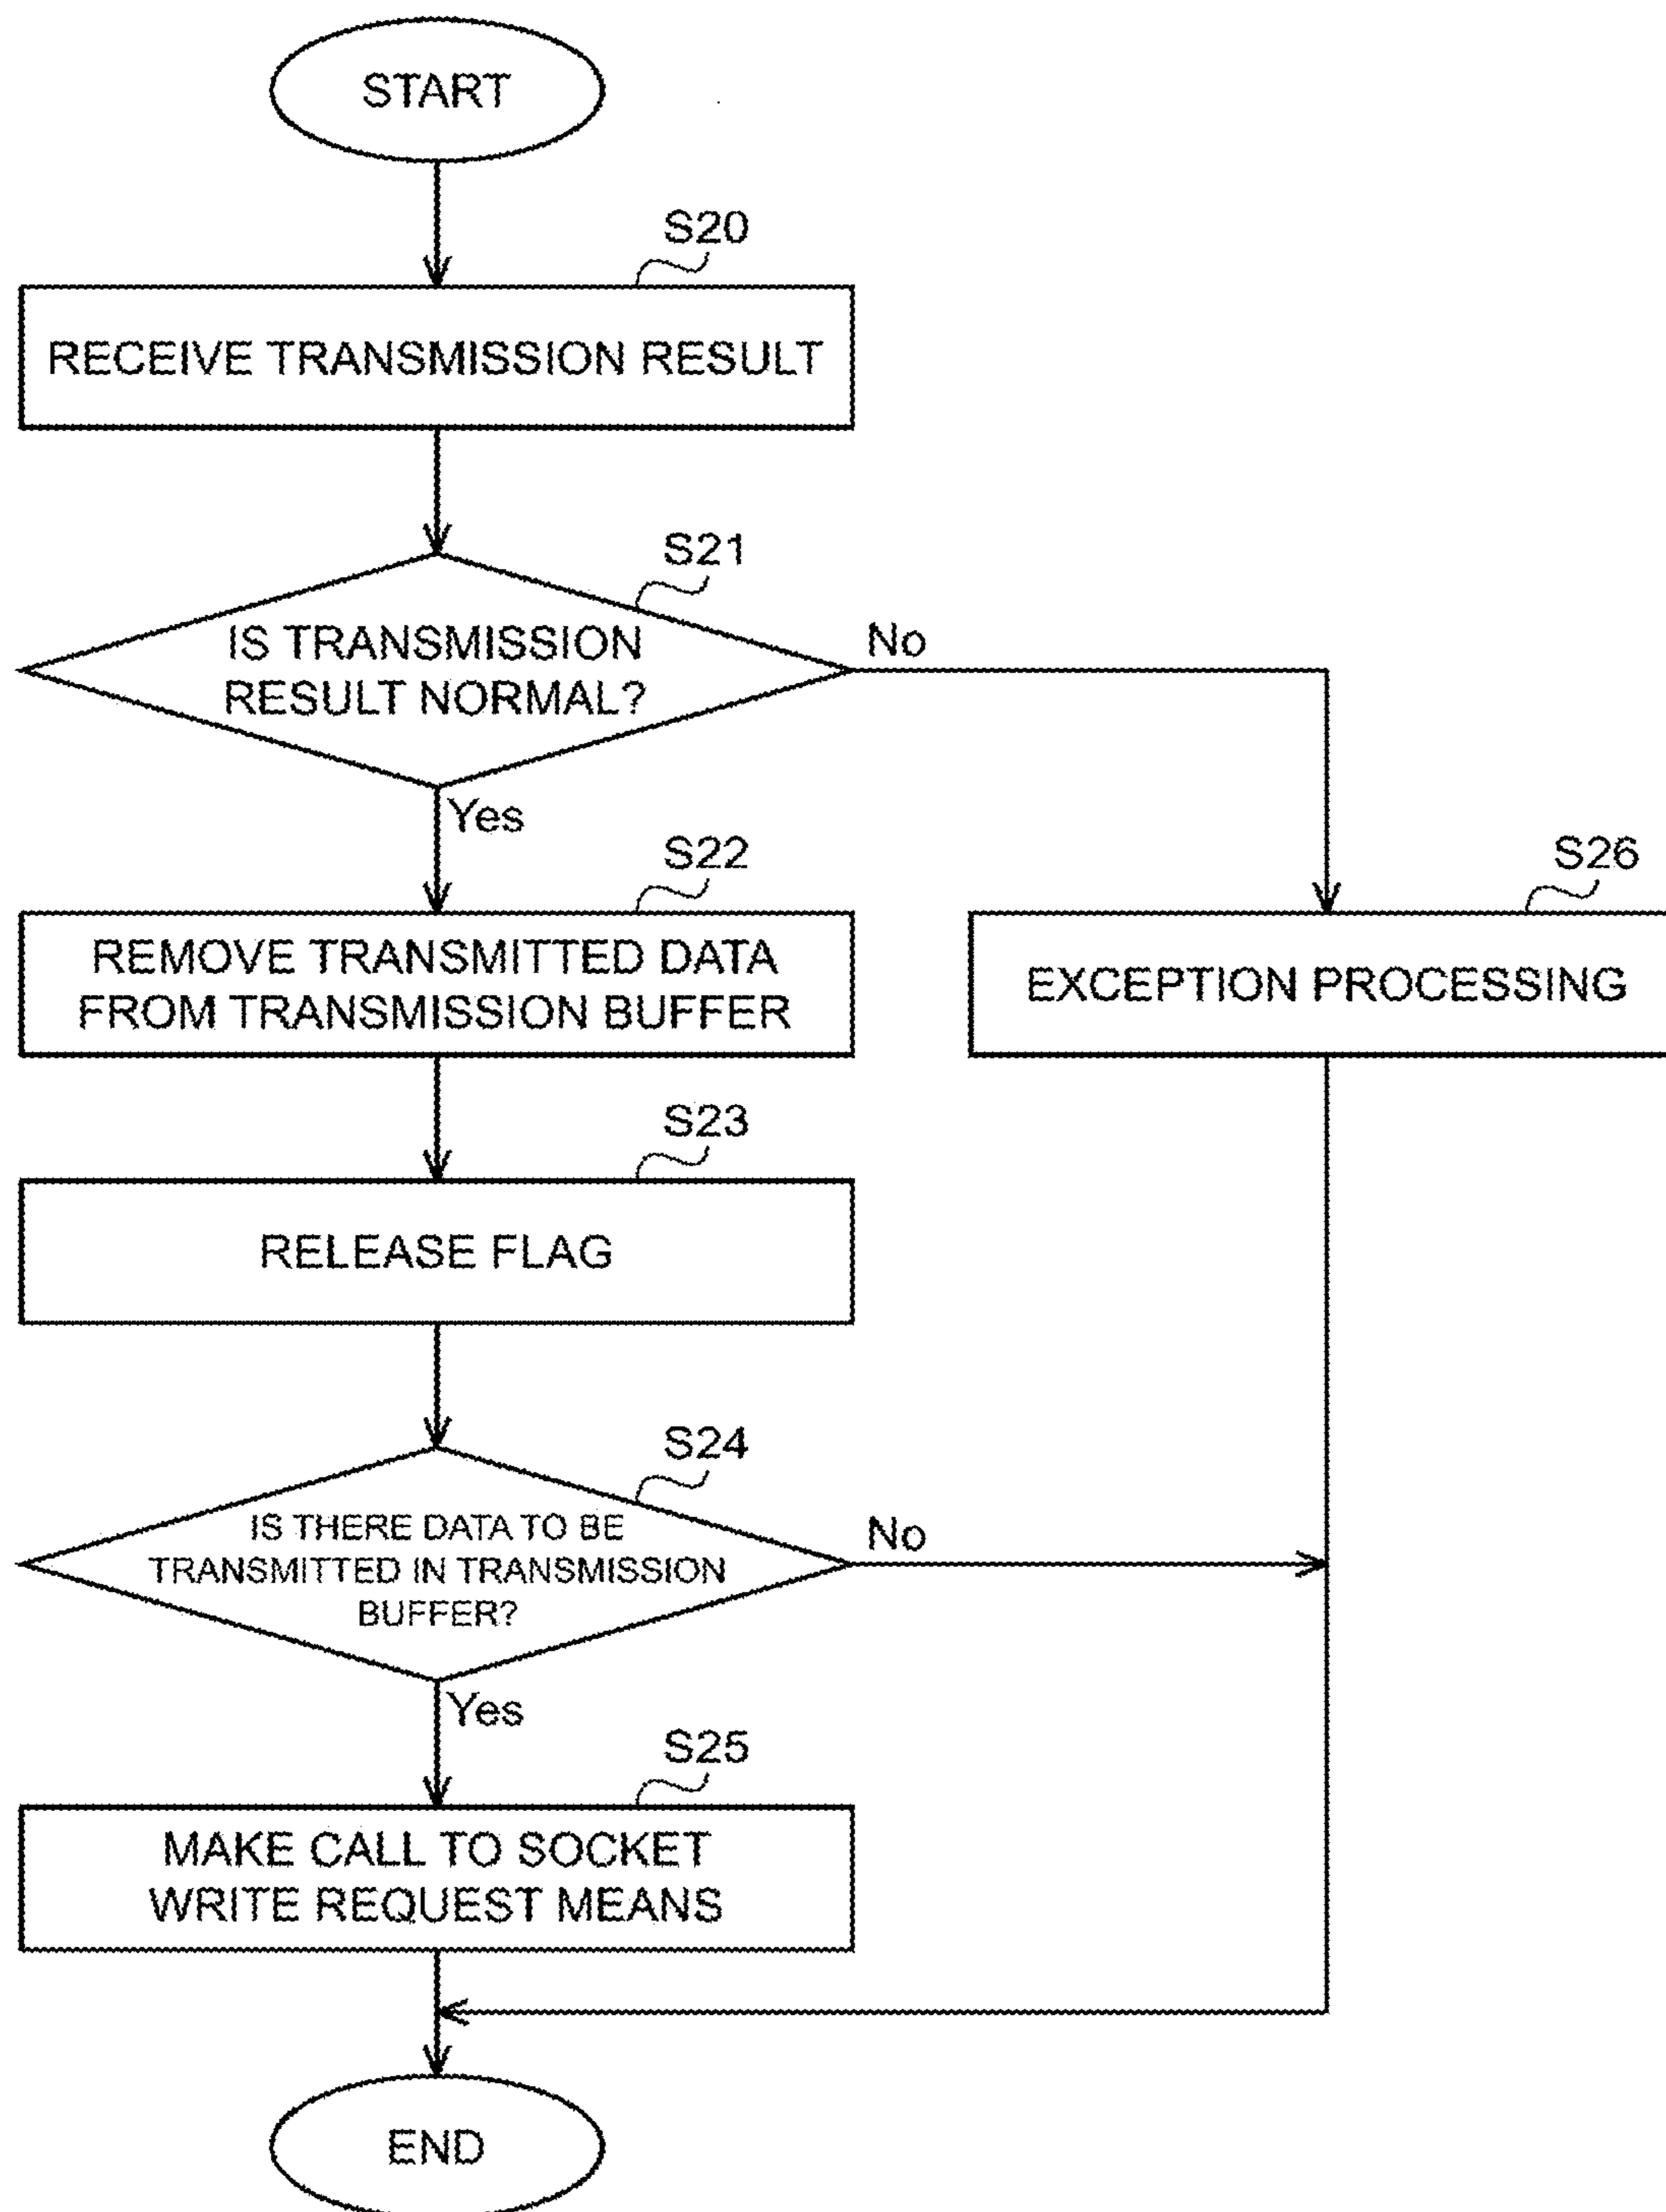 START
S20
RECEIVE TRANSMISSION RESULT
S21
IS TRANSMISSION
RESULT NORMAL?
No
Yes
S22
REMOVE TRANSMITTED DATA
FROM TRANSMISSION BUFFER
S26
EXCEPTION PROCESSING
S23
RELEASE FLAG
S24
IS THERE DATA TO BE
TRANSMITTED IN TRANSMISSION
BUFFER?
No
Yes
S25
MAKE CALL TO SOCKET
WRITE REQUEST MEANS
END